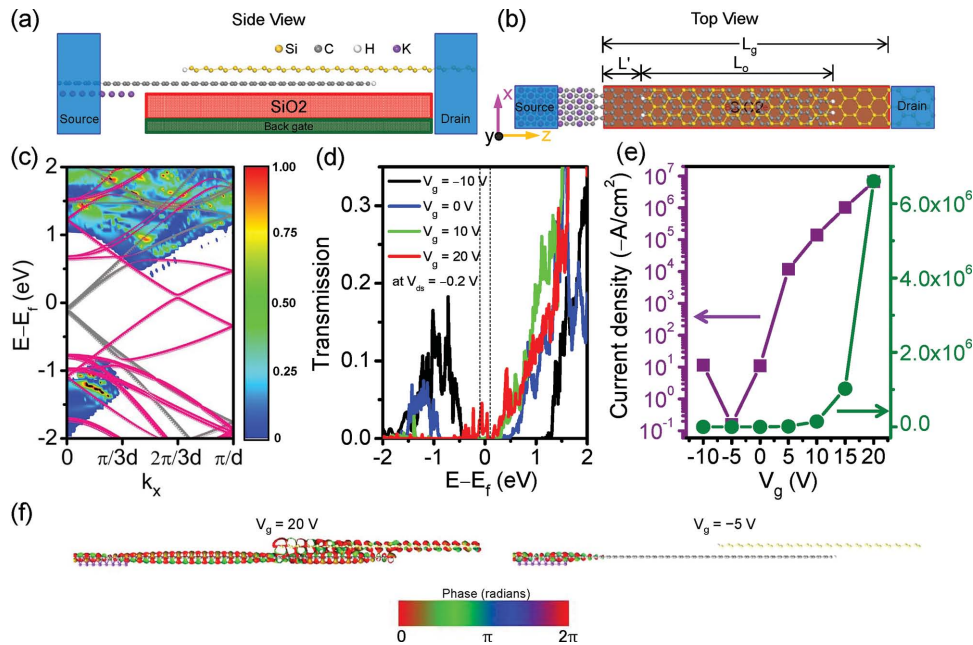 (a)
Side View
Si
C
H
K
Source
SiO2
Back gate
Drain
(b)
Top View
Lg
L'
Lo
Source
x
y
z
Drain
(c)
E−Ef (eV)
2
1
0
-1
-2
0
π/3d
2π/3d
π/d
kx
1.00
0.75
0.50
0.25
0
(d)
Transmission
0.3
0.2
0.1
0.0
Vg = −10 V
Vg = 0 V
Vg = 10 V
Vg = 20 V
at Vds = −0.2 V
-2
-1
0
1
2
E−Ef (eV)
(e)
Current density (−A/cm²)
10⁷
10⁶
10⁵
10⁴
10³
10²
10¹
10⁰
10⁻¹
6.0x10⁶
4.0x10⁶
2.0x10⁶
0.0
-10
-5
0
5
10
15
20
Vg (V)
(f)
Vg = 20 V
Vg = −5 V
Phase (radians)
0
π
2π